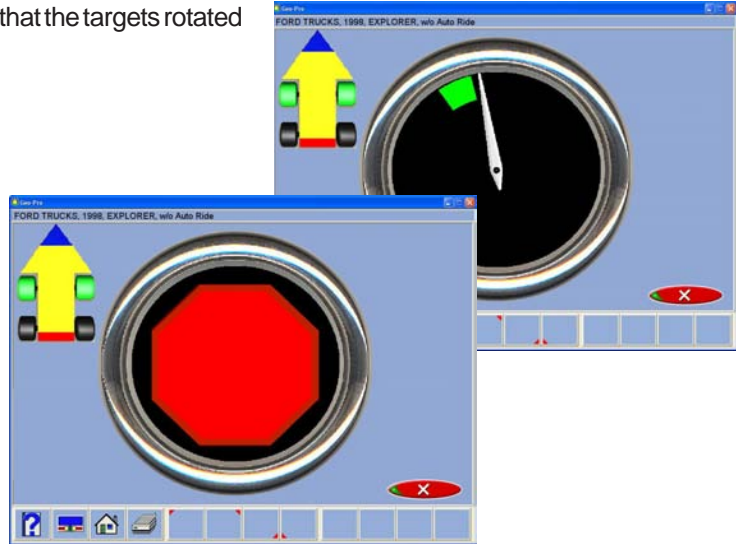 that the targets rotated
Geo-Pro
FORD TRUCKS, 1998, EXPLORER, w/o Auto Ride
Geo-Pro
FORD TRUCKS, 1998, EXPLORER, w/o Auto Ride